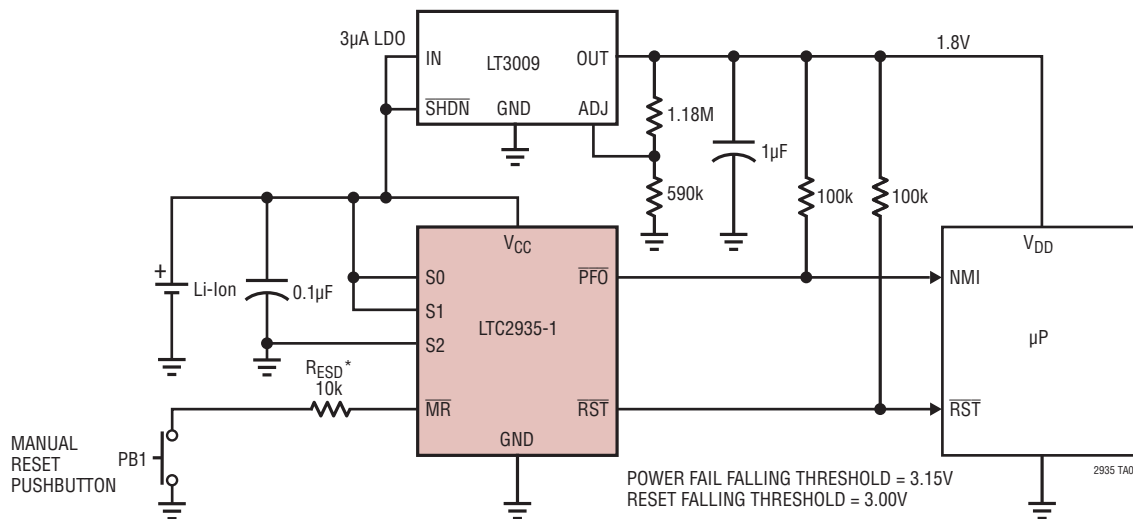 3µA LDO
IN
LT3009
OUT
1.8V
SHDN
GND
ADJ
1.18M
1µF
590k
100k
100k
VCC
VDD
+
Li-Ion
0.1µF
S0
S1
S2
LTC2935-1
PFO
NMI
µP
RESD*
10k
MR
RST
RST
GND
MANUAL
RESET
PUSHBUTTON
PB1
POWER FAIL FALLING THRESHOLD = 3.15V
RESET FALLING THRESHOLD = 3.00V